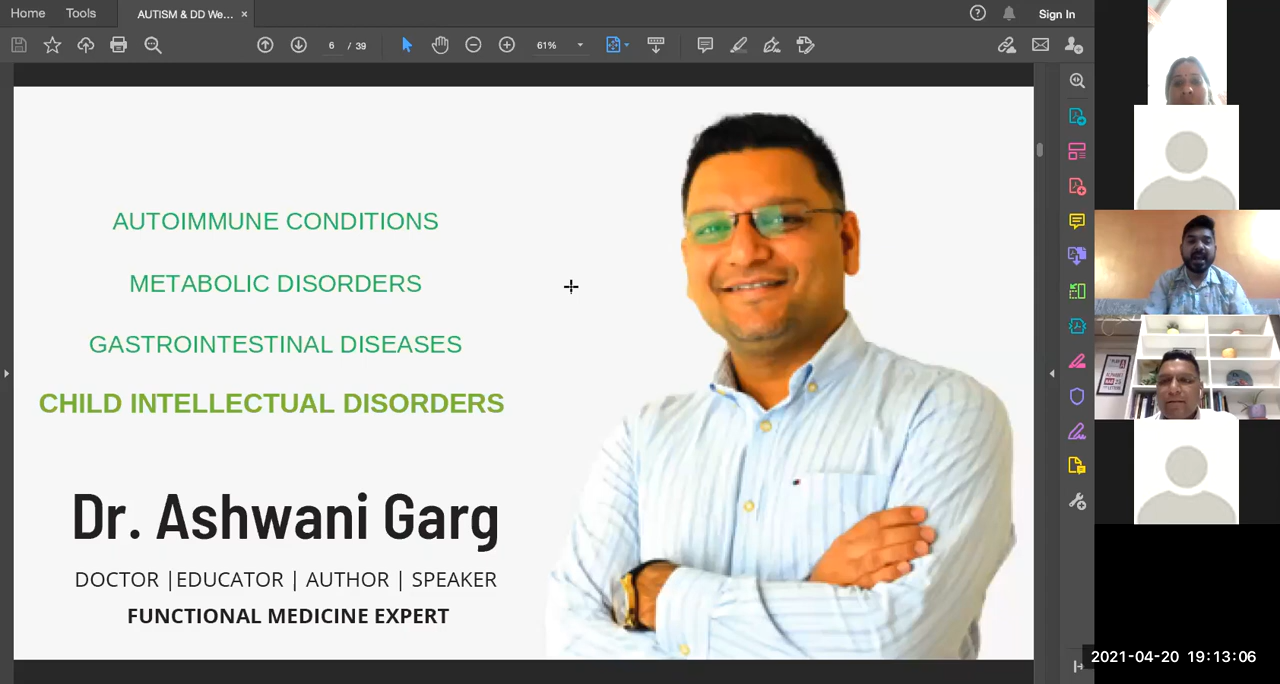 Home Tools AUTISM & DD We... × Sign In
6 / 39 61%
AUTOIMMUNE CONDITIONS
METABOLIC DISORDERS
GASTROINTESTINAL DISEASES
CHILD INTELLECTUAL DISORDERS
Dr. Ashwani Garg
DOCTOR |EDUCATOR | AUTHOR | SPEAKER
FUNCTIONAL MEDICINE EXPERT
2021-04-20 19:13:06